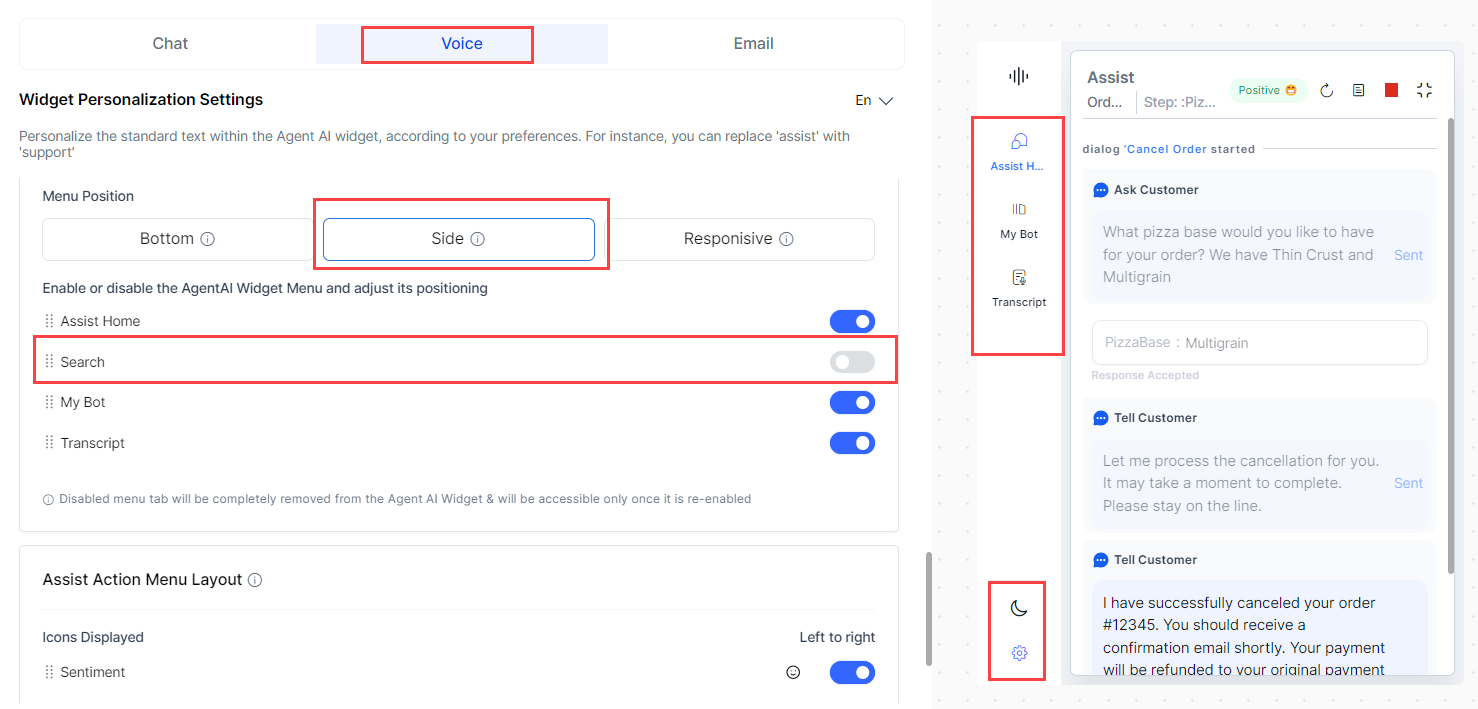 Chat
Voice
Email
Widget Personalization Settings
En
Personalize the standard text within the Agent AI widget, according to your preferences. For instance, you can replace 'assist' with
'support'
Menu Position
Bottom
Side
Responisive
Enable or disable the AgentAI Widget Menu and adjust its positioning
Assist Home
Search
My Bot
Transcript
Disabled menu tab will be completely removed from the Agent AI Widget & will be accessible only once it is re-enabled
Assist Action Menu Layout
Icons Displayed
Left to right
Sentiment
Assist H...
My Bot
Transcript
Assist
Ord...
Step: :Piz...
Positive
dialog 'Cancel Order started
Ask Customer
What pizza base would you like to have
for your order? We have Thin Crust and
Multigrain
Sent
PizzaBase : Multigrain
Response Accepted
Tell Customer
Let me process the cancellation for you.
It may take a moment to complete.
Please stay on the line.
Sent
Tell Customer
I have successfully canceled your order
#12345. You should receive a
confirmation email shortly. Your payment
will be refunded to your original payment